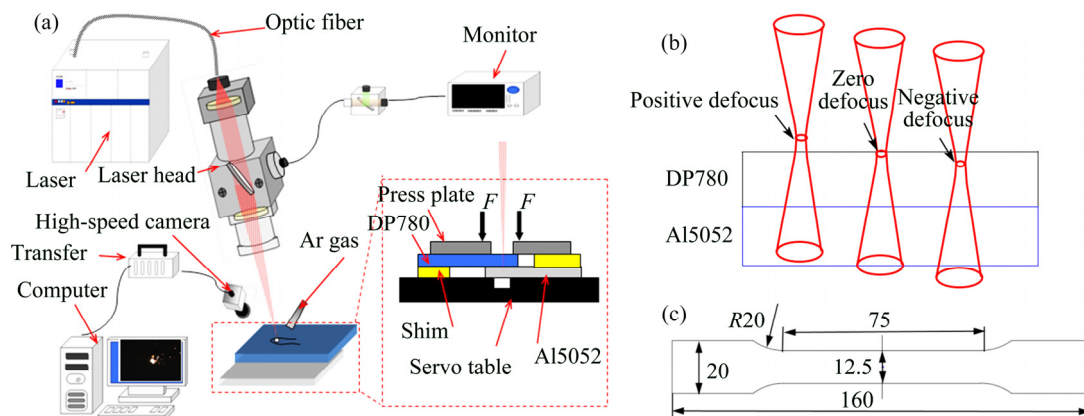 (a)
Optic fiber
Monitor
Laser
Laser head
High-speed camera
Transfer
Computer
Ar gas
Press plate
F
F
DP780
Shim
Servo table
Al5052
(b)
Positive defocus
Zero
defocus
Negative
defocus
DP780
Al5052
(c)
R20
75
20
12.5
160